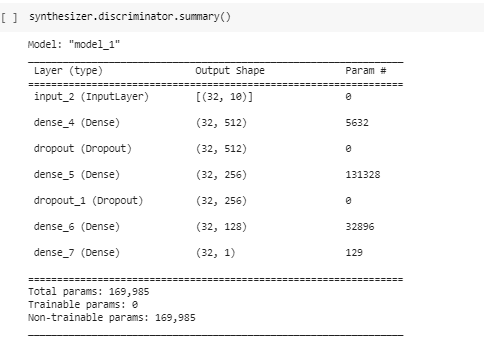 [ ] synthesizer.discriminator.summary()
Model: "model_1"
Layer (type) Output Shape Param #
input_2 (InputLayer) [(32, 10)] 0
dense_4 (Dense) (32, 512) 5632
dropout (Dropout) (32, 512) 0
dense_5 (Dense) (32, 256) 131328
dropout_1 (Dropout) (32, 256) 0
dense_6 (Dense) (32, 128) 32896
dense_7 (Dense) (32, 1) 129
Total params: 169,985
Trainable params: 0
Non-trainable params: 169,985